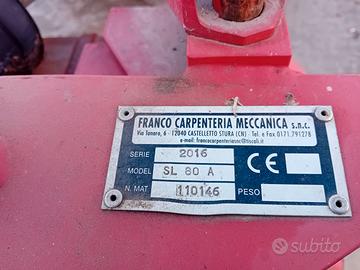 FRANCO CARPENTERIA MECCANICA s.n.c.
Via Tanaro, 6 - 12040 CASTELLETTO STURA (CN) - Tel. e Fax 0171.791278
e-mail: francocarpenteriasnc@tiscali.it
SERIE 2016
MODEL SL 80 A
N. MAT. 110146 PESO
CE
subito